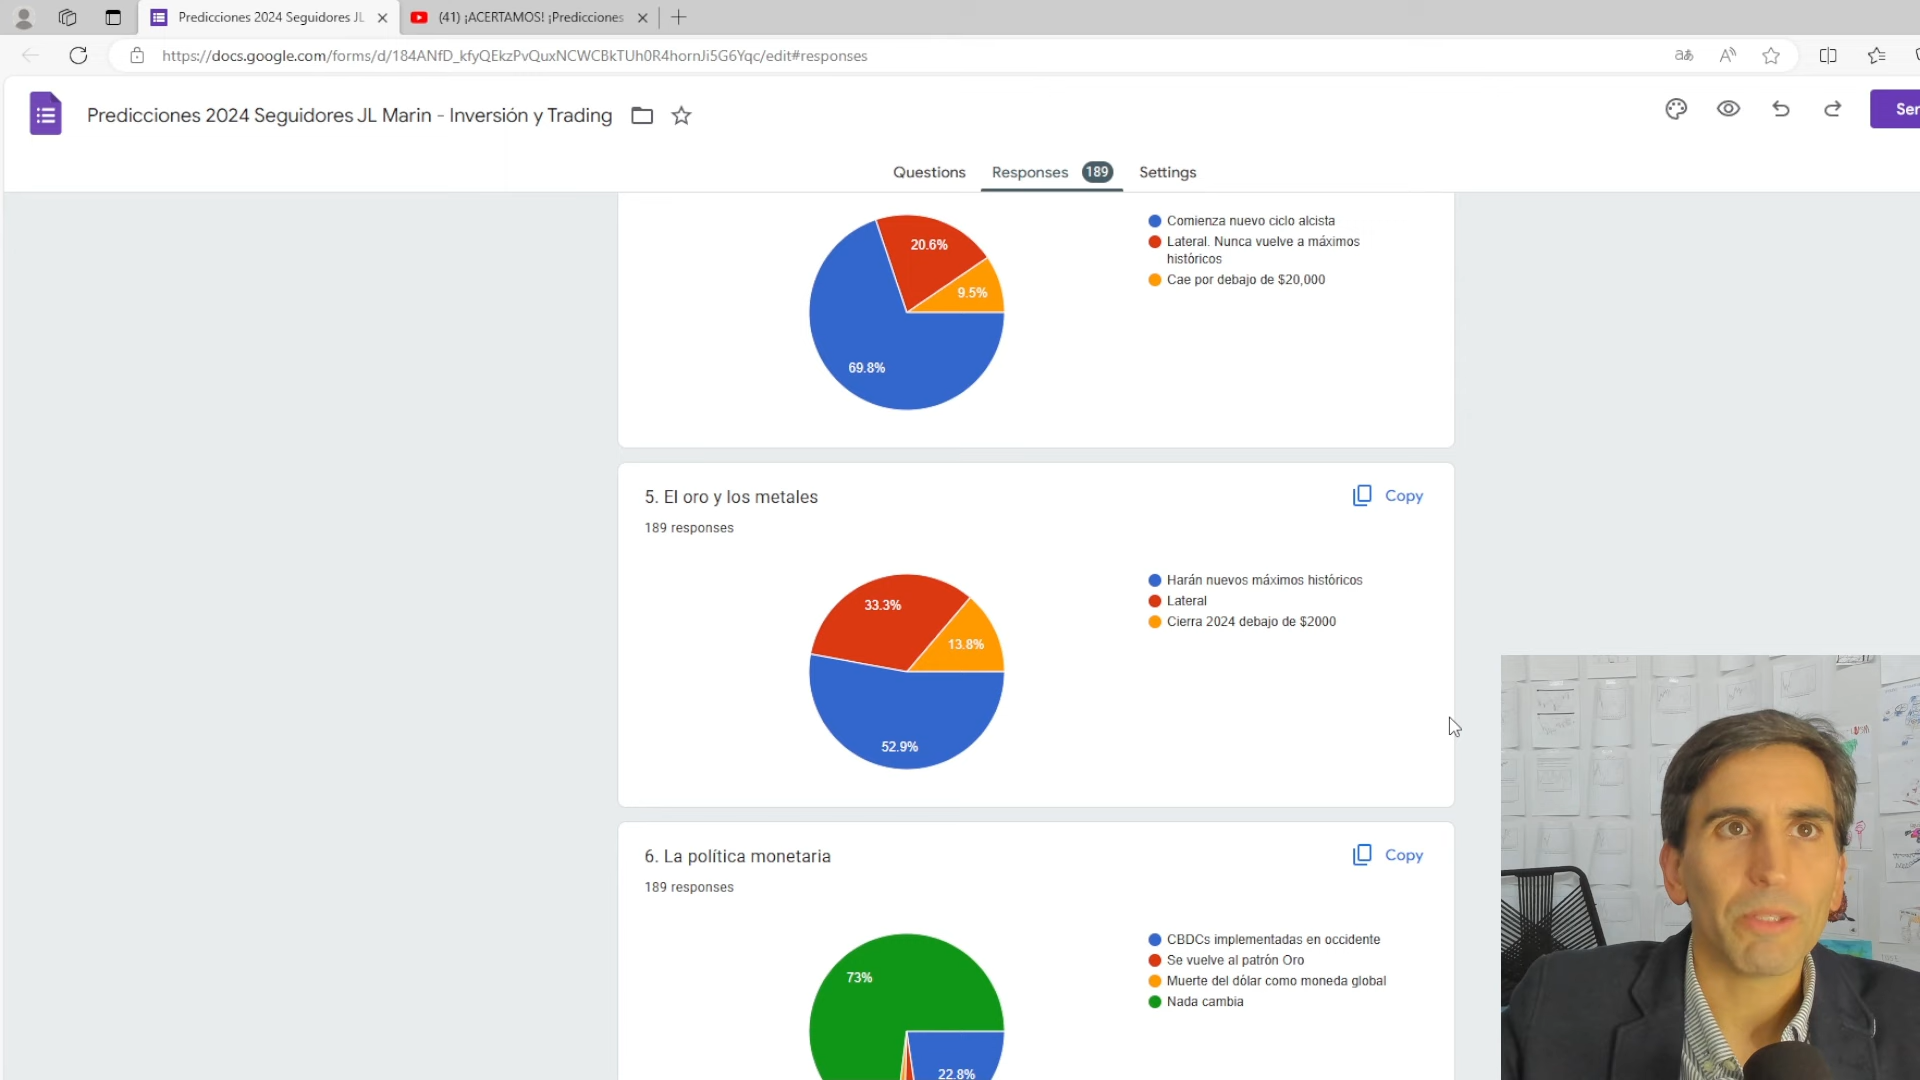 Predicciones 2024 Seguidores JL
(41) ¡ACERTAMOS! ¡Predicciones
https://docs.google.com/forms/d/184ANfD_kfyQEkzPvQuxNCWCBkTUh0R4hornJi5G6Yqc/edit#responses
Predicciones 2024 Seguidores JL Marin - Inversión y Trading
Questions
Responses 189
Settings
20.6%
9.5%
69.8%
Comienza nuevo ciclo alcista
Lateral. Nunca vuelve a máximos
históricos
Cae por debajo de $20,000
5. El oro y los metales
Copy
189 responses
33.3%
13.8%
52.9%
Harán nuevos máximos históricos
Lateral
Cierra 2024 debajo de $2000
6. La política monetaria
Copy
189 responses
73%
22.8%
CBDCs implementadas en occidente
Se vuelve al patrón Oro
Muerte del dólar como moneda global
Nada cambia